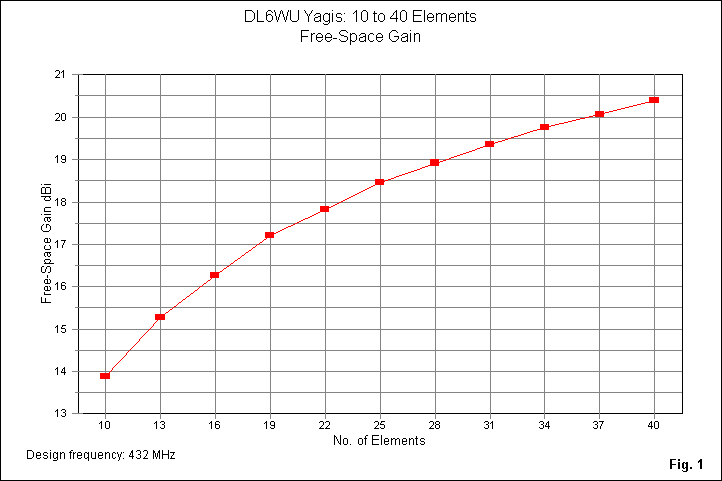 DL6WU Yagis: 10 to 40 Elements
Free-Space Gain
21
20
19
18
17
16
15
14
13
Free-Space Gain dBi
10 13 16 19 22 25 28 31 34 37 40
No. of Elements
Design frequency: 432 MHz
Fig. 1